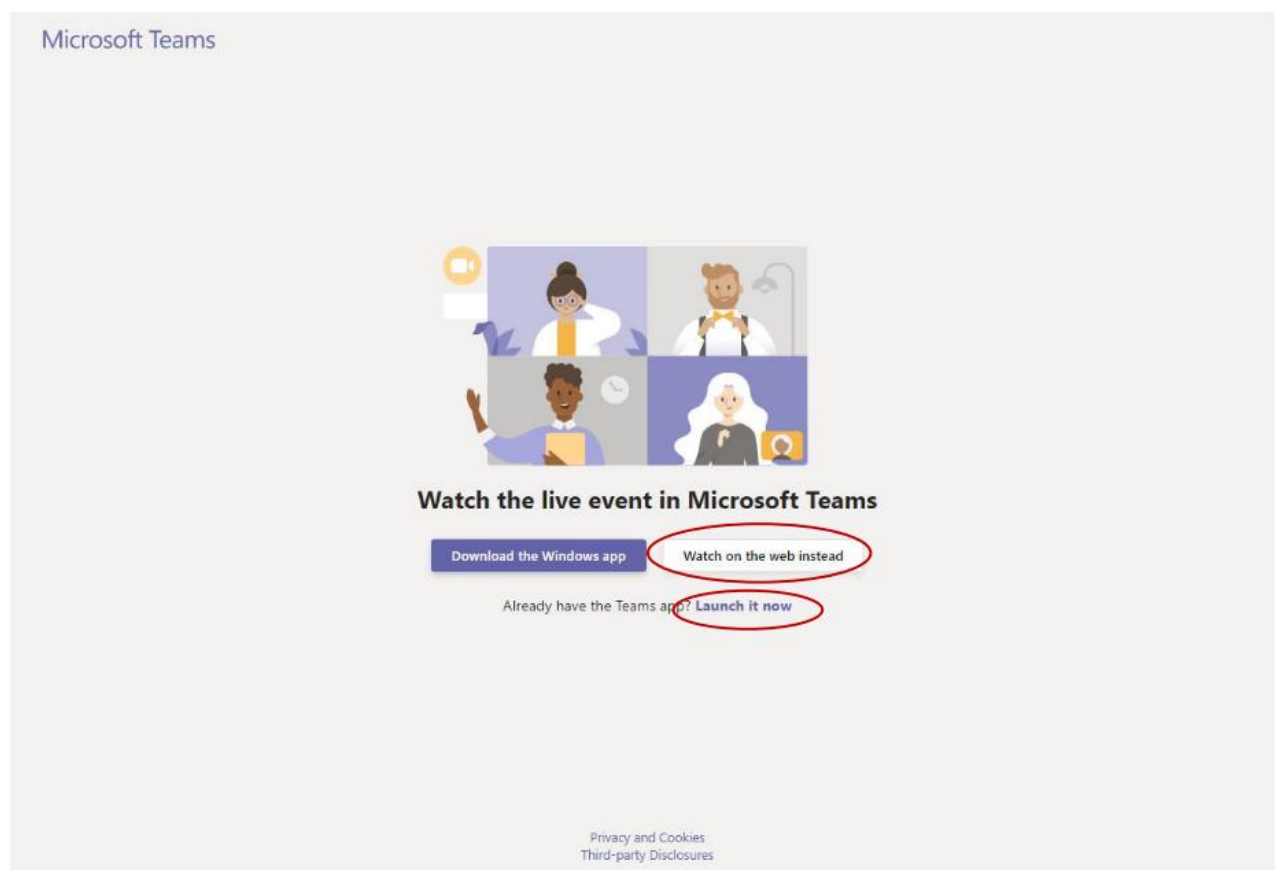 Microsoft Teams
Watch the live event in Microsoft Teams
Download the Windows app Watch on the web instead
Already have the Teams app? Launch it now
Privacy and Cookies
Third-party Disclosures